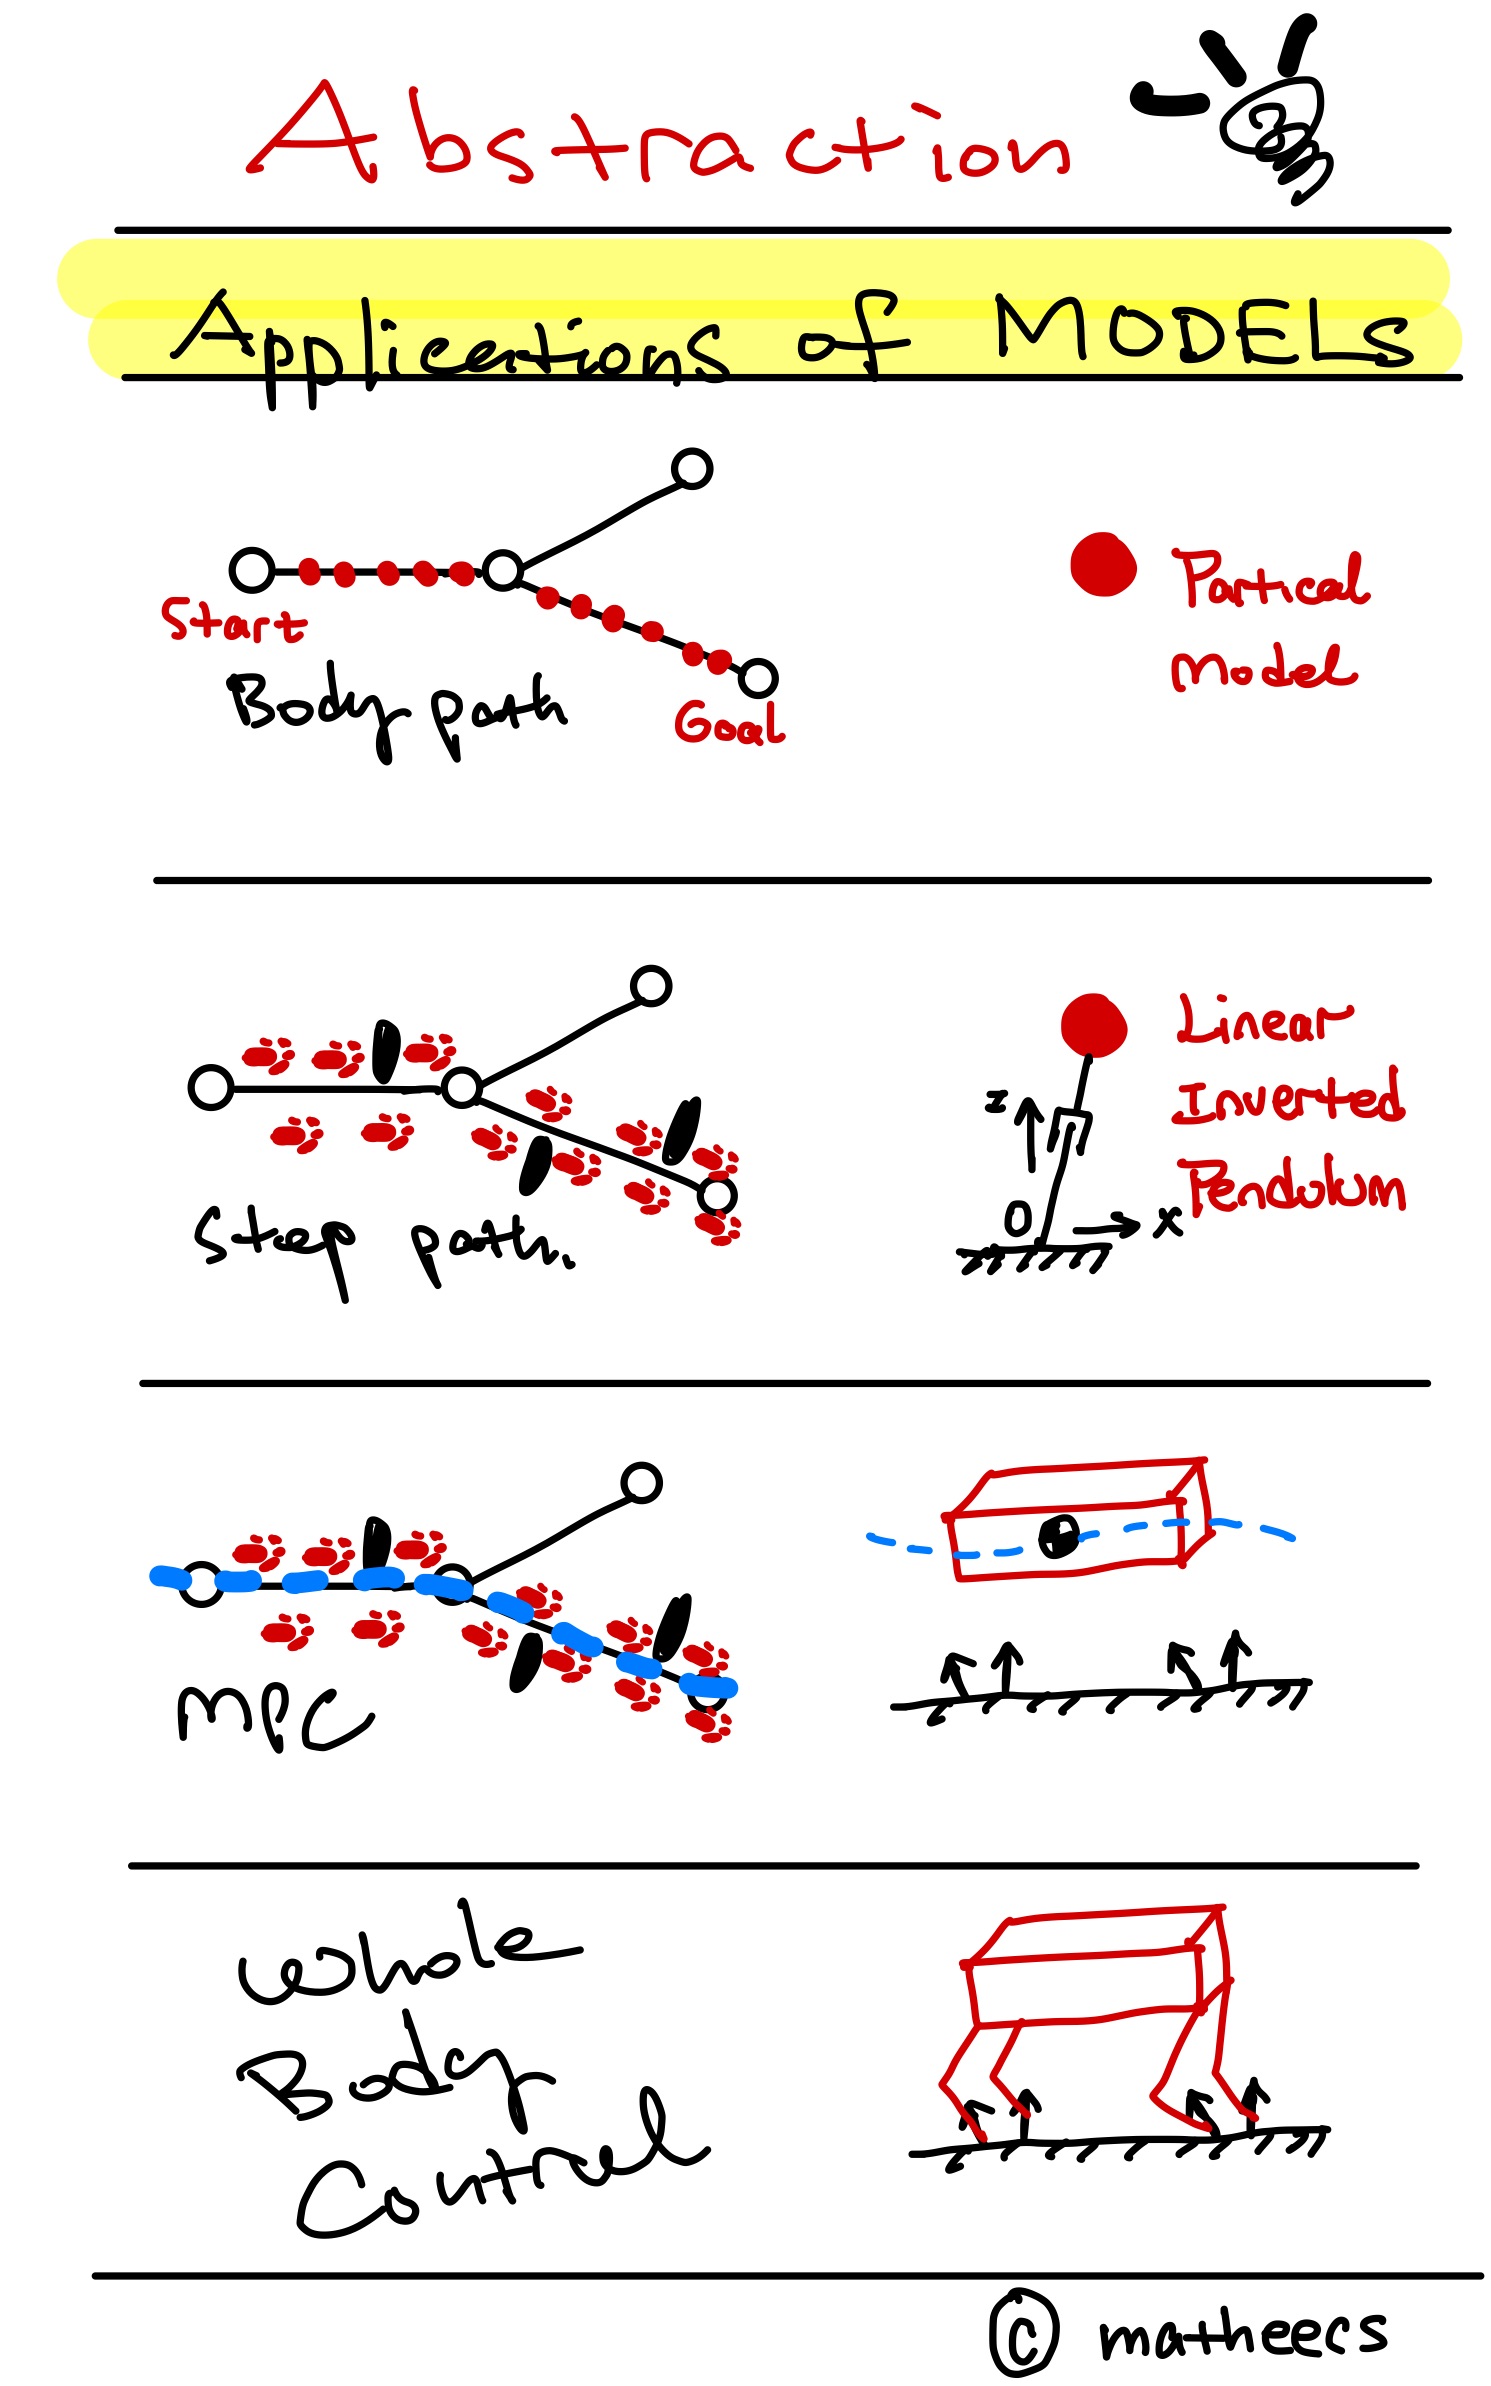 Abstraction
Applications of MODELS
Start
Body path
Goal
Partical
Model
Step path
Linear
Inverted
Pendulum
z
O
x
MPC
Whole
Body
Control
© matheecs